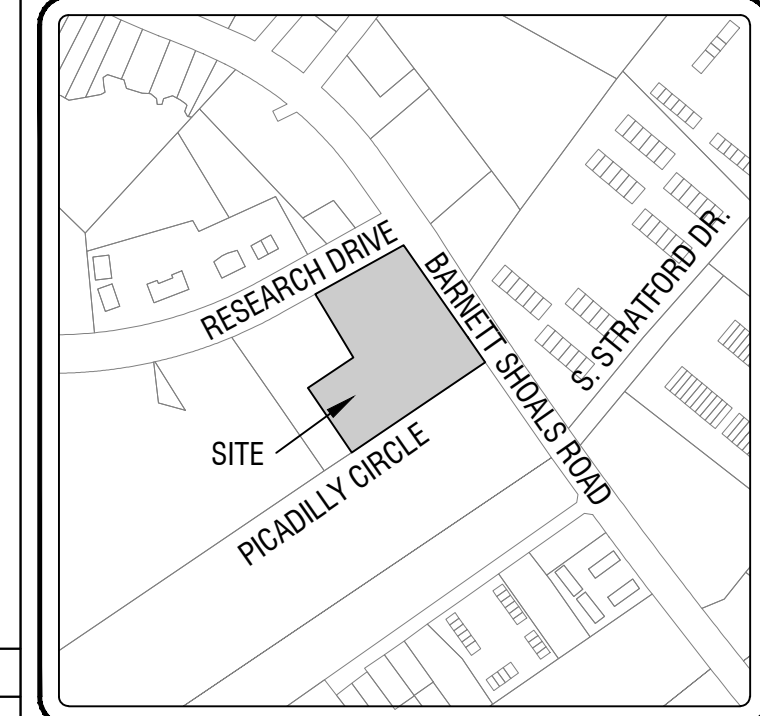 RESEARCH DRIVE
BARNETT SHOALS ROAD
S. STRATFORD DR.
SITE
PICADILLY CIRCLE